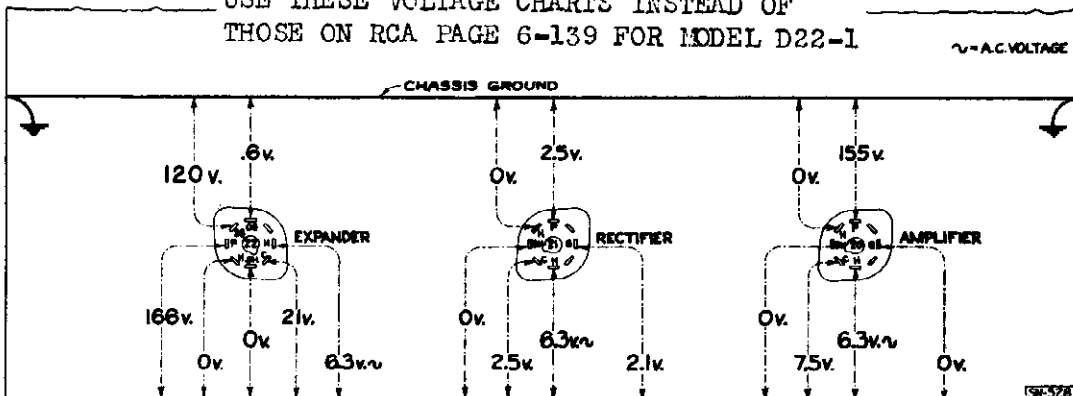 USE THESE VOLTAGE CHARTS INSTEAD OF
THOSE ON RCA PAGE 6-139 FOR MODEL D22-1
~=A.C. VOLTAGE
CHASSIS GROUND
120 v.
.6v.
0v.
2.5v.
0v.
155v.
EXPANDER
RECTIFIER
AMPLIFIER
166v.
0v.
0v.
21v.
6.3v.~
0v.
2.5v.
6.3v.~
2.1v.
0v.
7.5v.
6.3v.~
0v.